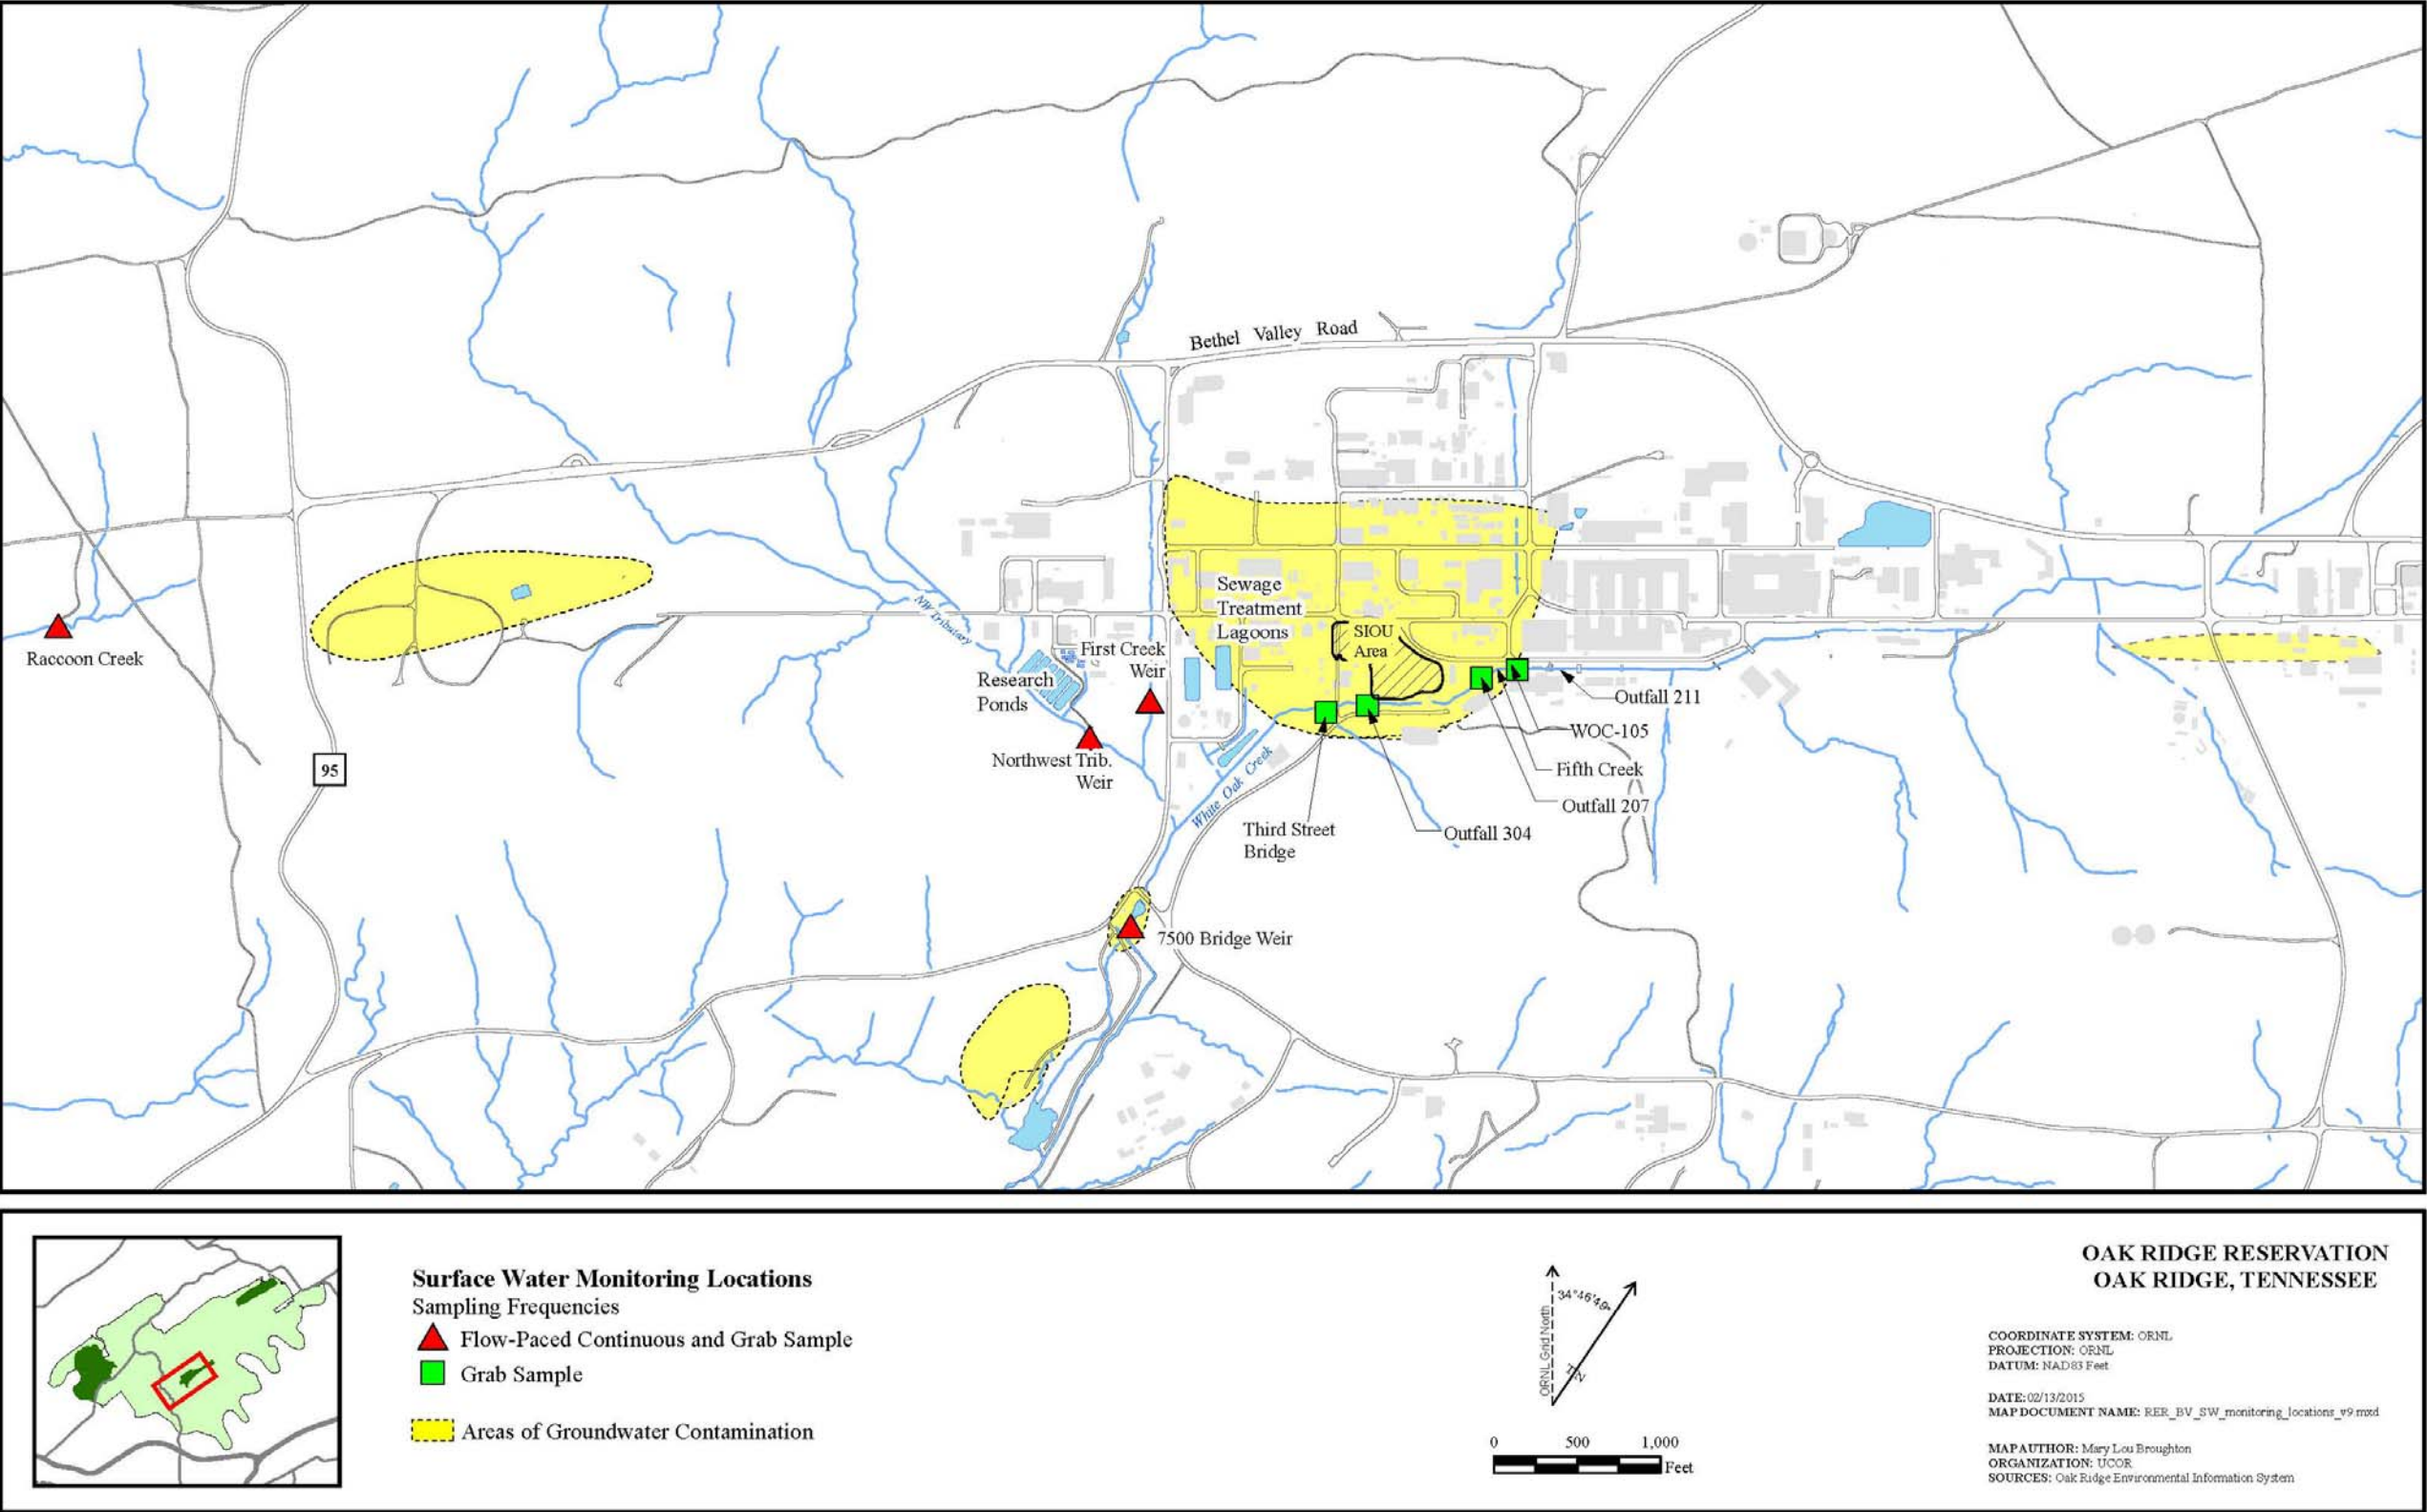 Bethel Valley Road
Sewage
Treatment
Lagoons
SIOU
Area
NW Tributary
First Creek
Weir
Raccoon Creek
Research
Ponds
Outfall 211
WOC-105
Northwest Trib.
Weir
95
Fifth Creek
White Oak Creek
Outfall 207
Third Street
Bridge
Outfall 304
7500 Bridge Weir
Surface Water Monitoring Locations
Sampling Frequencies
Flow-Paced Continuous and Grab Sample
Grab Sample
Areas of Groundwater Contamination
ORNL Grid North
34°46'49"
TN
0 500 1,000
Feet
OAK RIDGE RESERVATION
OAK RIDGE, TENNESSEE
COORDINATE SYSTEM: ORNL
PROJECTION: ORNL
DATUM: NAD83 Feet
DATE: 02/13/2015
MAP DOCUMENT NAME: RER_BV_SW_monitoring_locations_v9.mxd
MAP AUTHOR: Mary Lou Broughton
ORGANIZATION: UCOR
SOURCES: Oak Ridge Environmental Information System